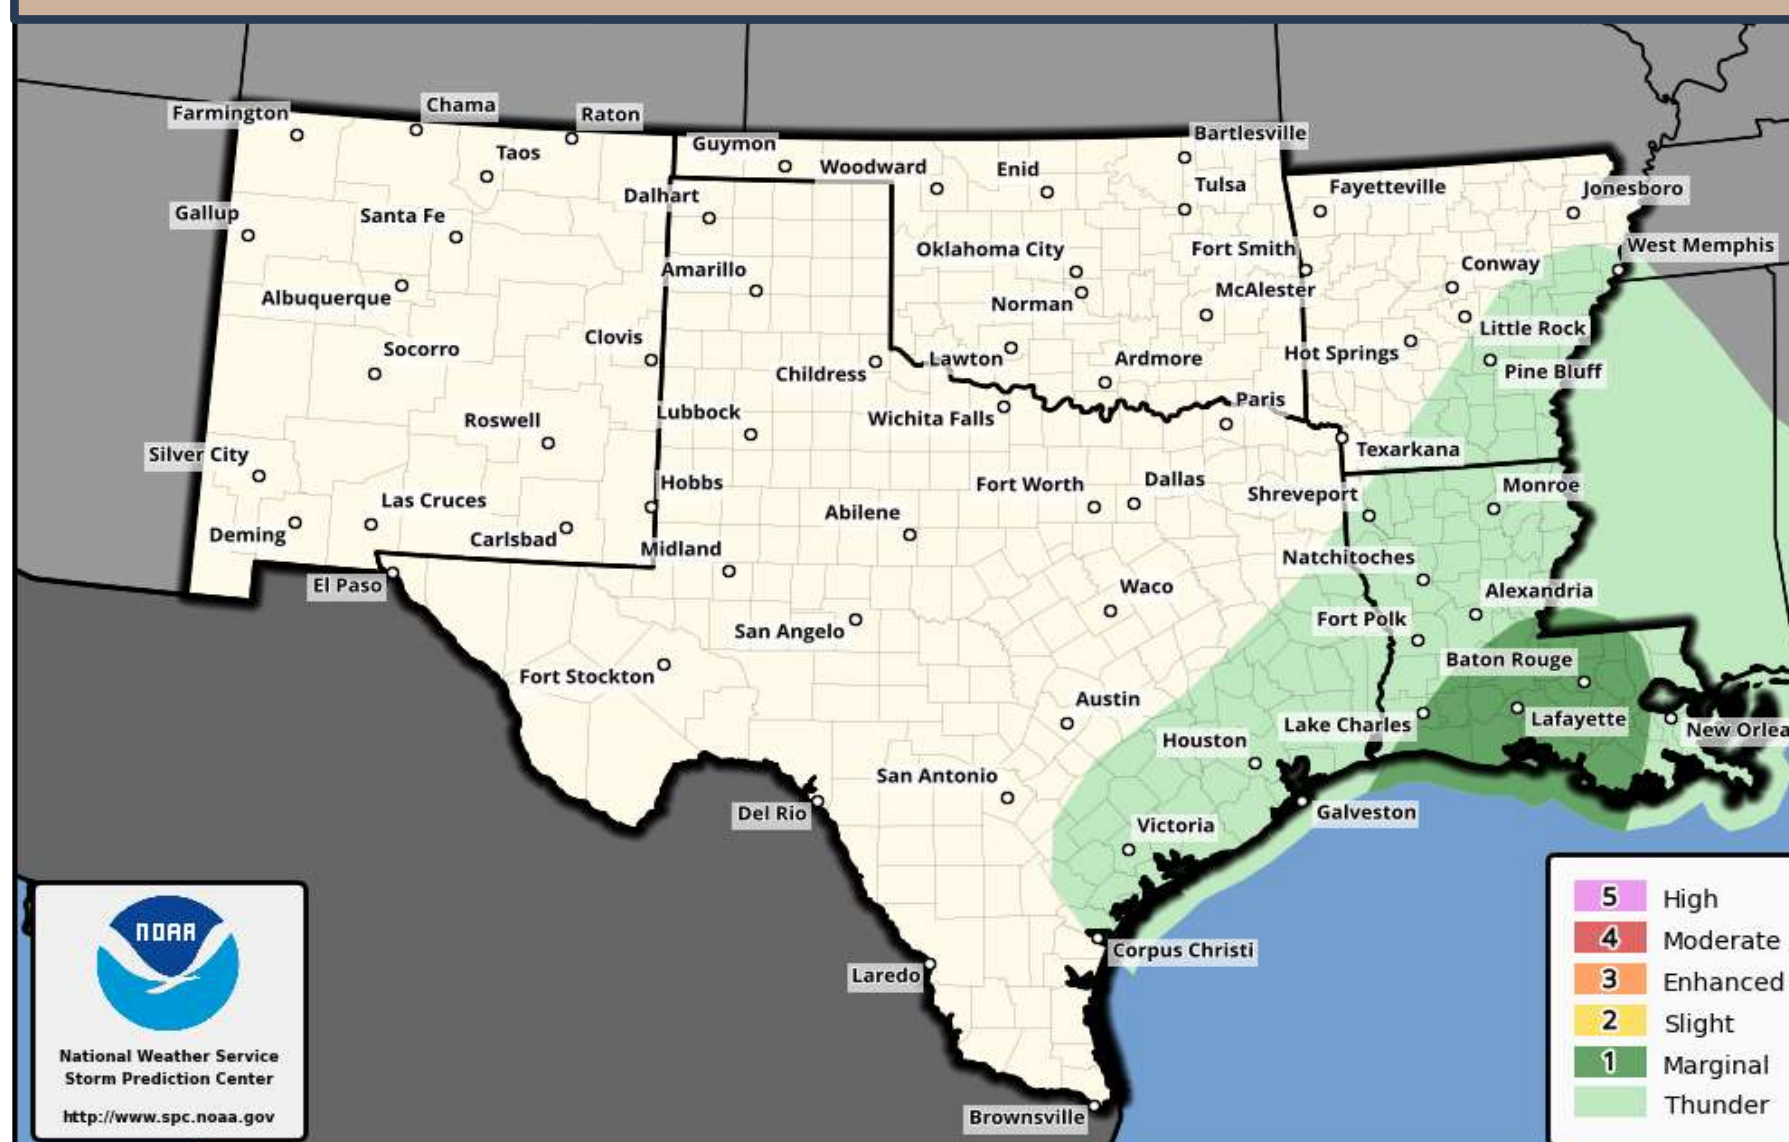 Farmington
Chama
Raton
Taos
Guymon
Woodward
Enid
Bartlesville
Tulsa
Fayetteville
Jonesboro
Dalhart
Gallup
Santa Fe
Oklahoma City
Fort Smith
West Memphis
Conway
Amarillo
Albuquerque
Norman
McAlester
Little Rock
Clovis
Socorro
Childress
Lawton
Ardmore
Hot Springs
Pine Bluff
Roswell
Lubbock
Wichita Falls
Paris
Texarkana
Silver City
Hobbs
Fort Worth
Dallas
Shreveport
Monroe
Las Cruces
Deming
Carlsbad
Midland
Abilene
Natchitoches
El Paso
Waco
Alexandria
San Angelo
Fort Polk
Fort Stockton
Baton Rouge
Austin
Lake Charles
Lafayette
New Orlea
Houston
San Antonio
Del Rio
Galveston
Victoria
Corpus Christi
Laredo
Brownsville
NOAA
National Weather Service
Storm Prediction Center
http://www.spc.noaa.gov
5 High
4 Moderate
3 Enhanced
2 Slight
1 Marginal
Thunder